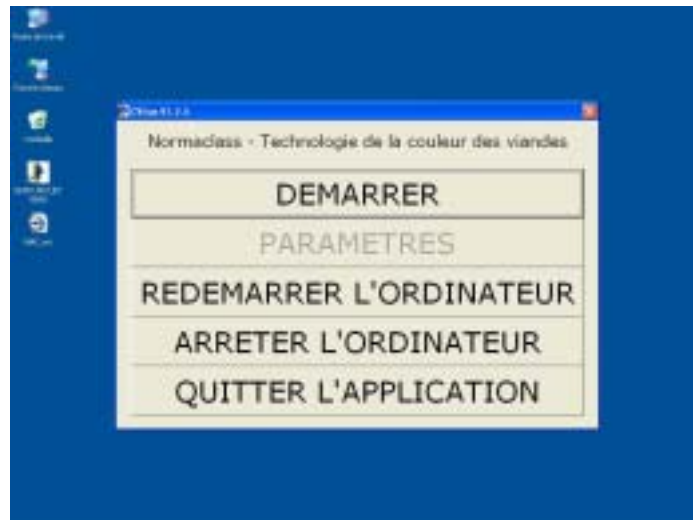 Normaclass - Technologie de la couleur des viandes
DEMARRER
PARAMETRES
REDEMARRER L'ORDINATEUR
ARRETER L'ORDINATEUR
QUITTER L'APPLICATION